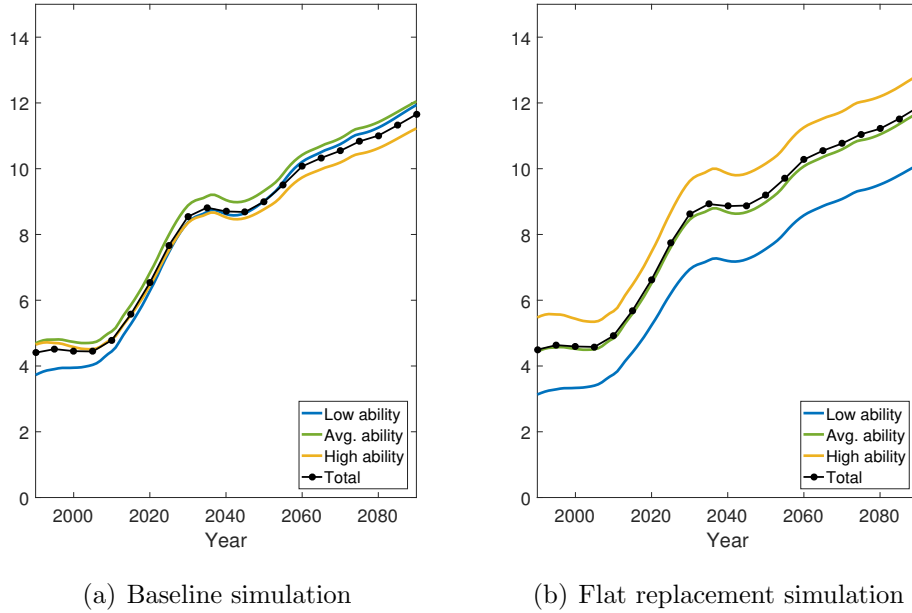 14
12
10
8
6
4
2
0
2000 2020 2040 2060 2080
Year
Low ability
Avg. ability
High ability
Total
(a) Baseline simulation
14
12
10
8
6
4
2
0
2000 2020 2040 2060 2080
Year
Low ability
Avg. ability
High ability
Total
(b) Flat replacement simulation